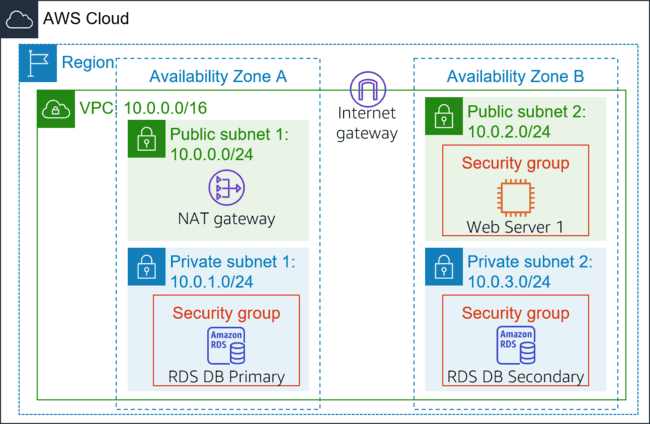 AWS Cloud
Region
Availability Zone A
Availability Zone B
VPC: 10.0.0.0/16
Internet
gateway
Public subnet 1:
10.0.0.0/24
NAT gateway
Public subnet 2:
10.0.2.0/24
Security group
Web Server 1
Private subnet 1:
10.0.1.0/24
Security group
Amazon
RDS
RDS DB Primary
Private subnet 2:
10.0.3.0/24
Security group
Amazon
RDS
RDS DB Secondary